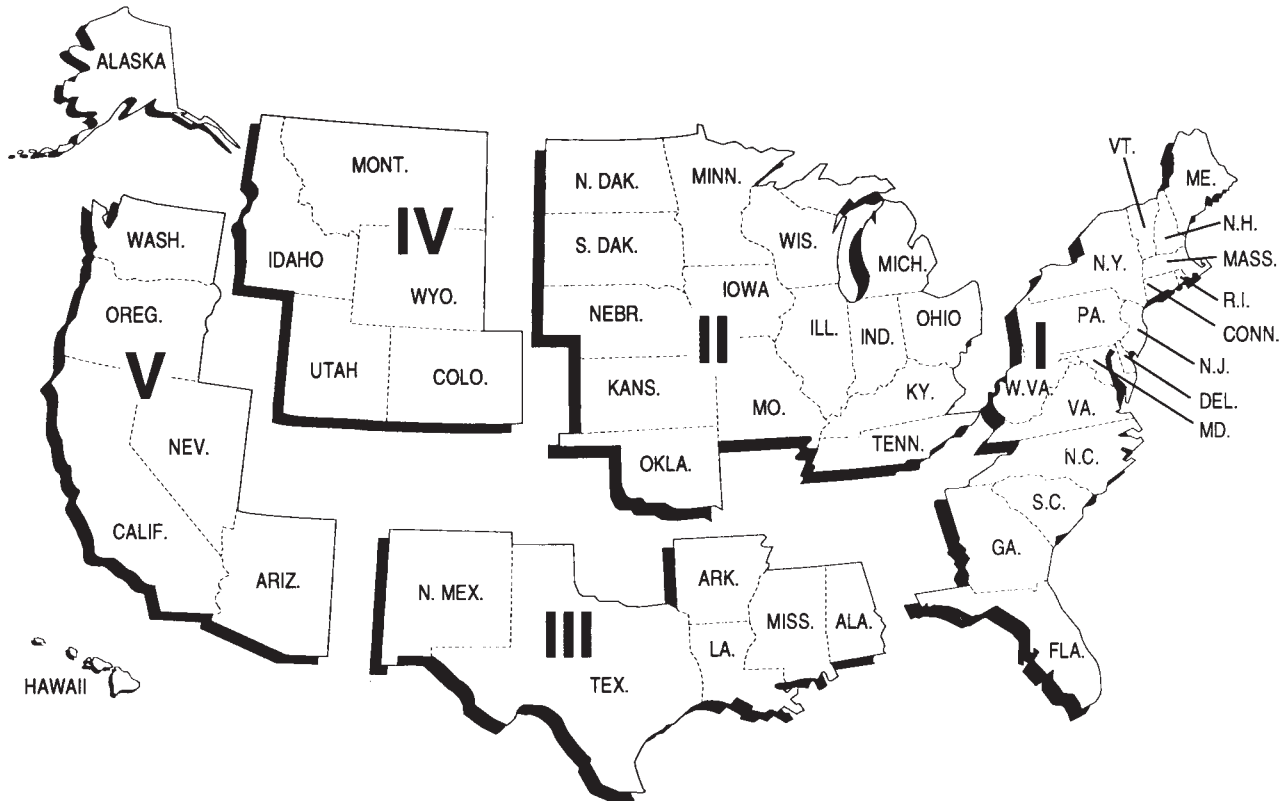 ALASKA
VT.
ME.
MONT.
N. DAK.
MINN.
N.H.
WASH.
IV
IDAHO
S. DAK.
WIS.
MICH.
N.Y.
MASS.
R.I.
CONN.
OREG.
WYO.
NEBR.
IOWA
II
ILL.
IND.
OHIO
PA.
I
N.J.
V
UTAH
COLO.
KANS.
MO.
KY.
W.VA.
VA.
DEL.
MD.
NEV.
OKLA.
TENN.
N.C.
S.C.
CALIF.
ARIZ.
N. MEX.
III
TEX.
ARK.
MISS.
ALA.
LA.
GA.
FLA.
HAWAII